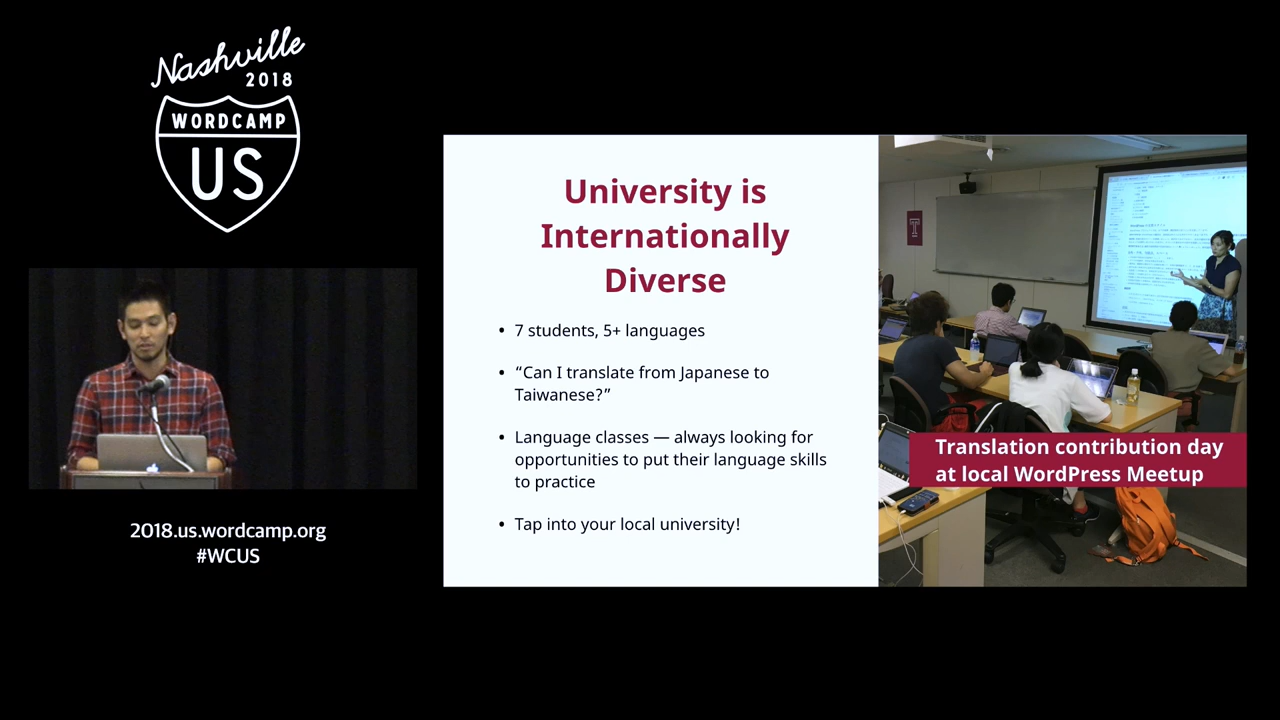 Nashville
2018
WORDCAMP
US
2018.us.wordcamp.org
#WCUS
University is
Internationally
Diverse
• 7 students, 5+ languages
• “Can I translate from Japanese to
Taiwanese?”
• Language classes — always looking for
opportunities to put their language skills
to practice
• Tap into your local university!
T
Translation contribution day
at local WordPress Meetup